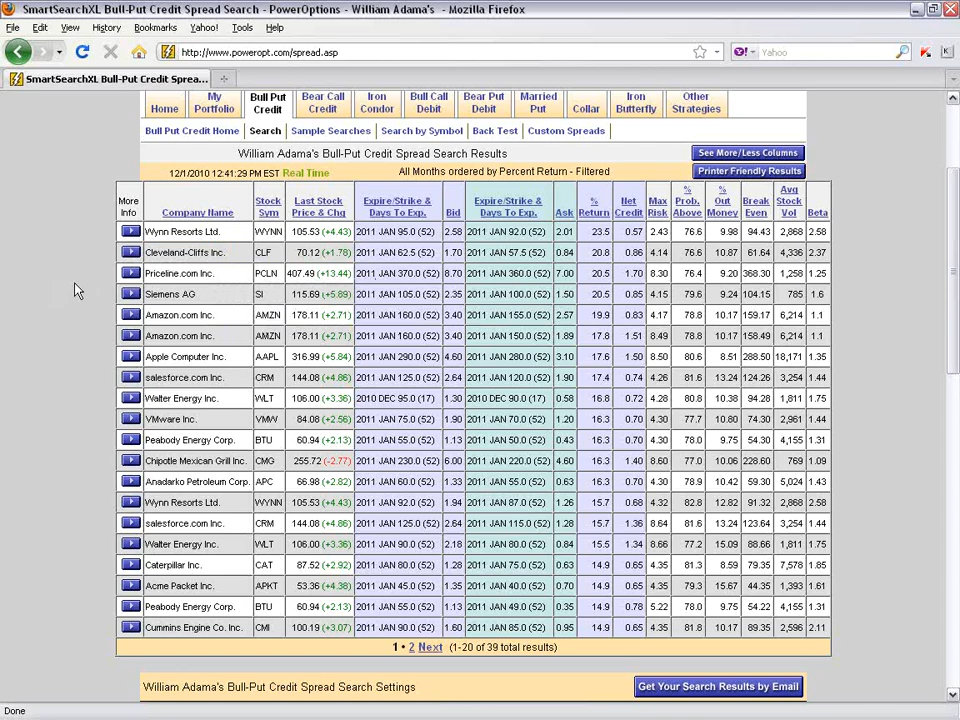 SmartSearchXL Bull-Put Credit Spread Search - PowerOptions - William Adama's - Mozilla Firefox
File Edit View History Bookmarks Yahoo! Tools Help
http://www.poweropt.com/spread.asp Yahoo
SmartSearchXL Bull-Put Credit Sprea...
Home My Portfolio Bull Put Credit Bear Call Credit Iron Condor Bull Call Debit Bear Put Debit Married Put Collar Iron Butterfly Other Strategies
Bull Put Credit Home Search Sample Searches Search by Symbol Back Test Custom Spreads
William Adama's Bull-Put Credit Spread Search Results See More/Less Columns
12/1/2010 12:41:29 PM EST Real Time All Months ordered by Percent Return - Filtered Printer Friendly Results
More Info Company Name Stock Sym Last Stock Price & Chg Expire/Strike & Days To Exp. Bid Expire/Strike & Days To Exp. Ask % Return Net Credit Max Risk % Prob. Above % Out Money Break Even Avg Stock Vol Beta
Wynn Resorts Ltd. WYNN 105.53 (+4.43) 2011 JAN 95.0 (52) 2.58 2011 JAN 92.0 (52) 2.01 23.5 0.57 2.43 76.6 9.98 94.43 2,868 2.58
Cleveland-Cliffs Inc. CLF 70.12 (+1.78) 2011 JAN 62.5 (52) 1.70 2011 JAN 57.5 (52) 0.84 20.8 0.86 4.14 76.6 10.87 61.64 4,336 2.37
Priceline.com Inc. PCLN 407.49 (+13.44) 2011 JAN 370.0 (52) 8.70 2011 JAN 360.0 (52) 7.00 20.5 1.70 8.30 76.4 9.20 368.30 1,258 1.25
Siemens AG SI 115.69 (+5.89) 2011 JAN 105.0 (52) 2.35 2011 JAN 100.0 (52) 1.50 20.5 0.85 4.15 79.6 9.24 104.15 785 1.6
Amazon.com Inc. AMZN 178.11 (+2.71) 2011 JAN 160.0 (52) 3.40 2011 JAN 155.0 (52) 2.57 19.9 0.83 4.17 78.8 10.17 159.17 6,214 1.1
Amazon.com Inc. AMZN 178.11 (+2.71) 2011 JAN 160.0 (52) 3.40 2011 JAN 150.0 (52) 1.89 17.8 1.51 8.49 78.8 10.17 158.49 6,214 1.1
Apple Computer Inc. AAPL 316.99 (+5.84) 2011 JAN 290.0 (52) 4.60 2011 JAN 280.0 (52) 3.10 17.6 1.50 8.50 80.6 8.51 288.50 18,171 1.35
salesforce.com Inc. CRM 144.08 (+4.86) 2011 JAN 125.0 (52) 2.64 2011 JAN 120.0 (52) 1.90 17.4 0.74 4.26 81.6 13.24 124.26 3,254 1.44
Walter Energy Inc. WLT 106.00 (+3.36) 2010 DEC 95.0 (17) 1.30 2010 DEC 90.0 (17) 0.58 16.8 0.72 4.28 80.8 10.38 94.28 1,811 1.75
VMware Inc. VMW 84.08 (+2.56) 2011 JAN 75.0 (52) 1.90 2011 JAN 70.0 (52) 1.20 16.3 0.70 4.30 77.7 10.80 74.30 2,961 1.44
Peabody Energy Corp. BTU 60.94 (+2.13) 2011 JAN 55.0 (52) 1.13 2011 JAN 50.0 (52) 0.43 16.3 0.70 4.30 78.0 9.75 54.30 4,155 1.31
Chipotle Mexican Grill Inc. CMG 255.72 (-2.77) 2011 JAN 230.0 (52) 6.00 2011 JAN 220.0 (52) 4.60 16.3 1.40 8.60 77.2 10.06 228.60 769 1.09
Anadarko Petroleum Corp. APC 66.98 (+2.82) 2011 JAN 60.0 (52) 1.33 2011 JAN 55.0 (52) 0.63 16.3 0.70 4.30 78.9 10.42 59.30 5,024 1.43
Wynn Resorts Ltd. WYNN 105.53 (+4.43) 2011 JAN 92.0 (52) 1.94 2011 JAN 87.0 (52) 1.26 15.7 0.68 4.32 82.8 12.82 91.32 2,868 2.58
salesforce.com Inc. CRM 144.08 (+4.86) 2011 JAN 125.0 (52) 2.64 2011 JAN 115.0 (52) 1.28 15.7 1.36 8.64 81.6 13.24 123.64 3,254 1.44
Walter Energy Inc. WLT 106.00 (+3.36) 2011 JAN 90.0 (52) 2.18 2011 JAN 80.0 (52) 0.84 15.5 1.34 8.66 77.2 15.09 88.66 1,811 1.75
Caterpillar Inc. CAT 87.52 (+2.92) 2011 JAN 80.0 (52) 1.28 2011 JAN 75.0 (52) 0.63 14.9 0.65 4.35 81.3 8.59 79.35 7,578 1.85
Acme Packet Inc. APKT 53.36 (+4.38) 2011 JAN 45.0 (52) 1.35 2011 JAN 40.0 (52) 0.70 14.9 0.65 4.35 79.3 15.67 44.35 1,393 1.61
Peabody Energy Corp. BTU 60.94 (+2.13) 2011 JAN 55.0 (52) 1.13 2011 JAN 49.0 (52) 0.35 14.9 0.78 5.22 78.0 9.75 54.22 4,155 1.31
Cummins Engine Co. Inc. CMI 100.19 (+3.07) 2011 JAN 90.0 (52) 1.60 2011 JAN 85.0 (52) 0.95 14.9 0.65 4.35 81.8 10.17 89.35 2,596 2.11
1 • 2 Next (1-20 of 39 total results)
William Adama's Bull-Put Credit Spread Search Settings Get Your Search Results by Email
Done